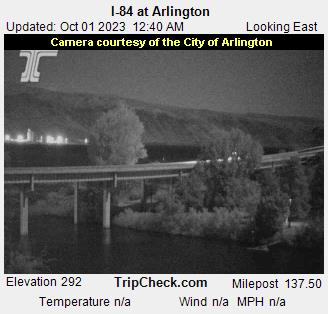 I-84 at Arlington
Updated: Oct 01 2023 12:40 AM Looking East
Camera courtesy of the City of Arlington
Elevation 292 TripCheck.com Milepost 137.50
Temperature n/a Wind n/a MPH n/a